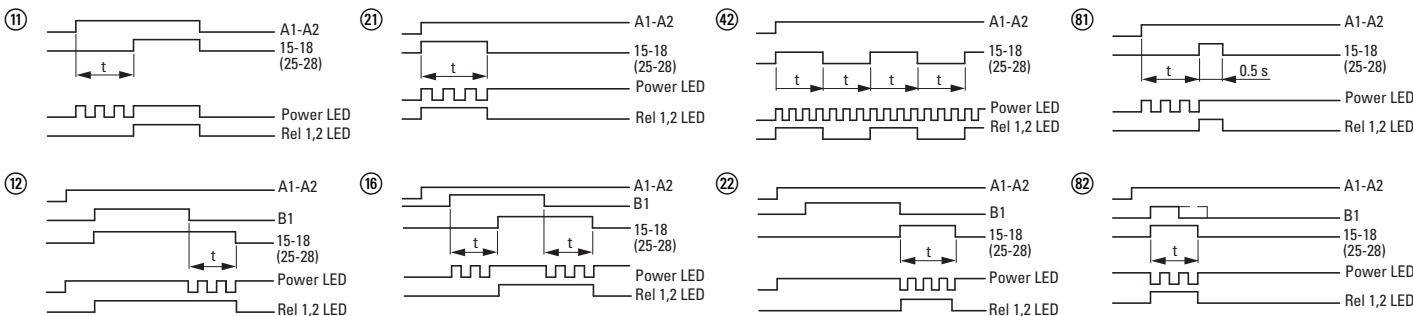 11
A1-A2
15-18
(25-28)
t
Power LED
Rel 1,2 LED
21
A1-A2
15-18
(25-28)
t
Power LED
Rel 1,2 LED
42
A1-A2
15-18
(25-28)
t t t t
Power LED
Rel 1,2 LED
81
A1-A2
15-18
(25-28)
t 0.5 s
Power LED
Rel 1,2 LED
12
A1-A2
B1
15-18
(25-28)
t
Power LED
Rel 1,2 LED
16
A1-A2
B1
15-18
(25-28)
t t
Power LED
Rel 1,2 LED
22
A1-A2
B1
15-18
(25-28)
t
Power LED
Rel 1,2 LED
82
A1-A2
B1
15-18
(25-28)
t
Power LED
Rel 1,2 LED